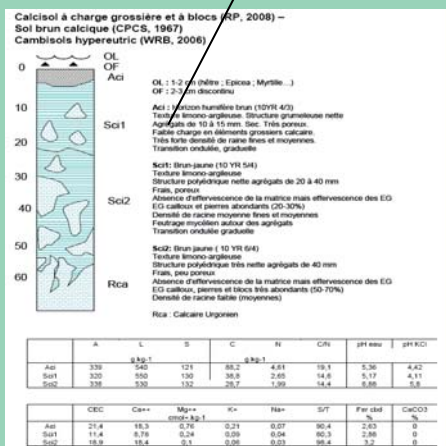 Calcisol à charge grossière et à blocs (RP, 2008) –
Sol brun calcique (CPCS, 1967)
Cambisols hypereutric (WRB, 2006)
OL
OF
0
Aci
10
Sci1
20
30
Sci2
40
50
60
Rca
OL : 1-2 cm (hêtre ; Epicea ; Myrtille…)
OF : 2-3 cm discontinu
Aci : Horizon humifère brun (10YR 4/3)
Texture limono-argileuse. Structure grumeleuse nette
Agrégats de 10 à 15 mm. Sec. Très poreux.
Faible charge en éléments grossiers calcaire.
Très forte densité de racine fines et moyennes.
Transition ondulée, graduelle
Sci1: Brun-jaune (10 YR 5/4)
Texture limono-argileuse
Structure polyédrique nette agrégats de 20 à 40 mm
Frais, poreux
Absence d'effervescence de la matrice mais effervescence des EG
EG cailloux et pierres abondants (20-30%)
Densité de racine moyenne fines et moyennes
Feutrage mycélien autour des agrégats
Transition ondulée graduelle
Sci2: Brun-jaune ( 10 YR 6/4)
Texture limono-argileuse
Structure polyédrique très nette agrégats de 40 mm
Frais, peu poreux
Absence d'effervescence de la matrice mais effervescence des EG
EG cailloux, pierres et blocs très abondants (50-70%)
Densité de racine faible (moyennes)
Rca : Calcaire Urgonien
A L S C N C/N pH eau pH KCl
g kg-1 g kg-1
Aci 339 540 121 88,2 4,61 19,1 5,36 4,42
Sci1 320 550 130 38,8 2,65 14,6 5,17 4,11
Sci2 338 530 132 28,7 1,99 14,4 6,88 5,8
CEC Ca++ Mg++ K+ Na+ S/T Fer cbd CaCO3
cmol+ kg-1 % %
Aci 21,4 18,3 0,76 0,21 0,07 90,4 2,63 0
Sci1 11,4 8,78 0,24 0,09 0,04 80,3 2,88 0
Sci2 18,9 18,4 0,1 0,06 0,03 98,4 3,2 0